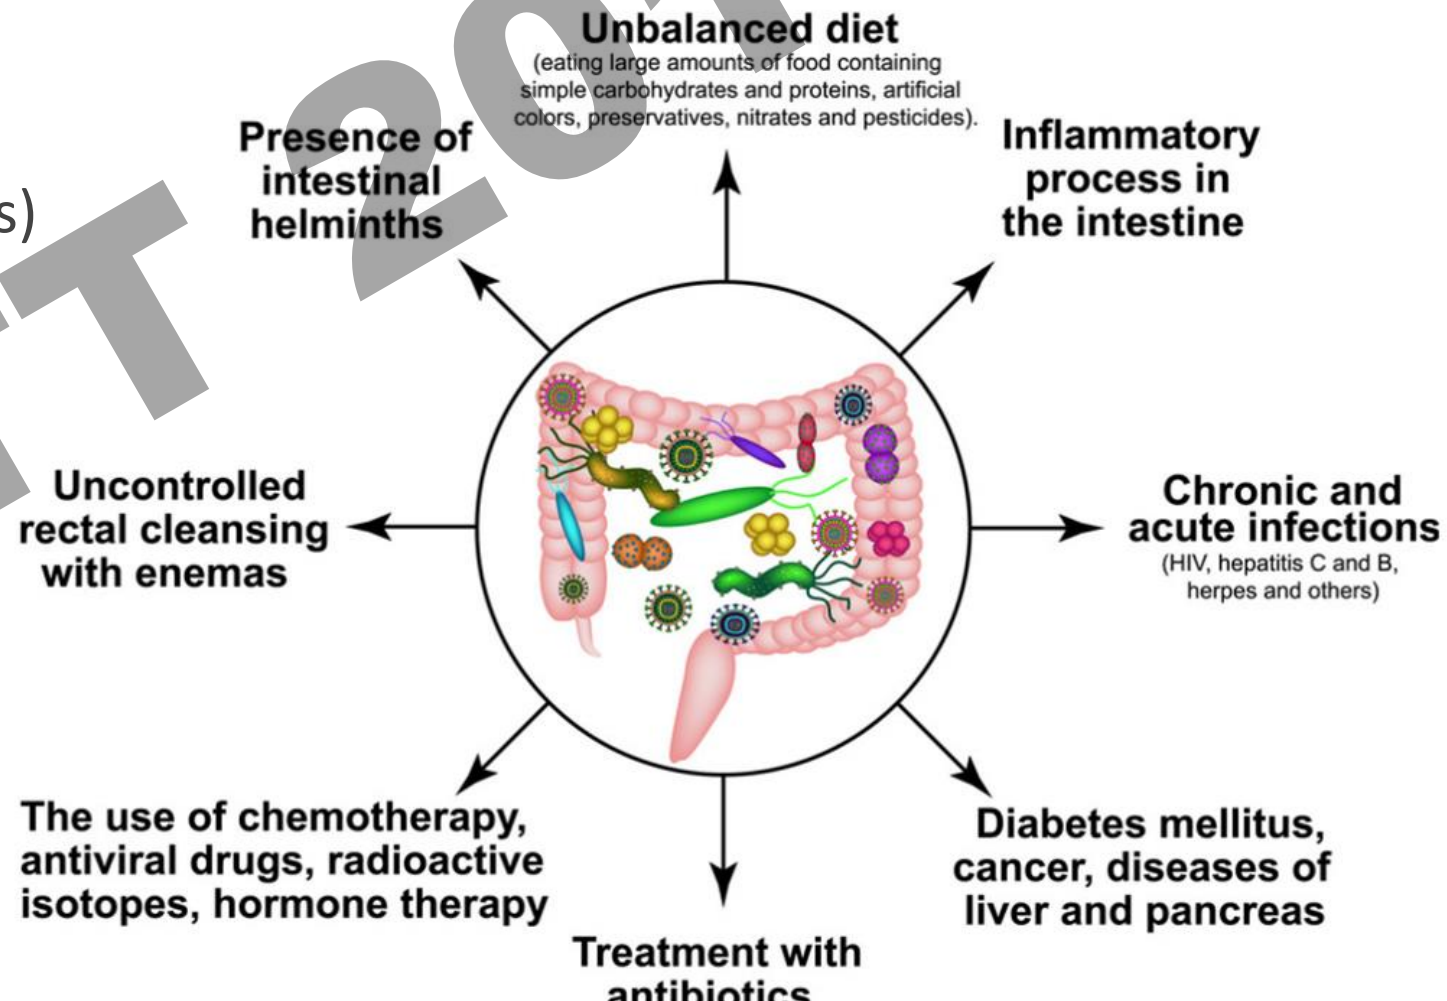 Unbalanced diet
(eating large amounts of food containing
simple carbohydrates and proteins, artificial
colors, preservatives, nitrates and pesticides).
Presence of
intestinal
helminths
Inflammatory
process in
the intestine
s)
T 201
Uncontrolled
rectal cleansing
with enemas
Chronic and
acute infections
(HIV, hepatitis C and B,
herpes and others)
The use of chemotherapy,
antiviral drugs, radioactive
isotopes, hormone therapy
Diabetes mellitus,
cancer, diseases of
liver and pancreas
Treatment with
antibiotics